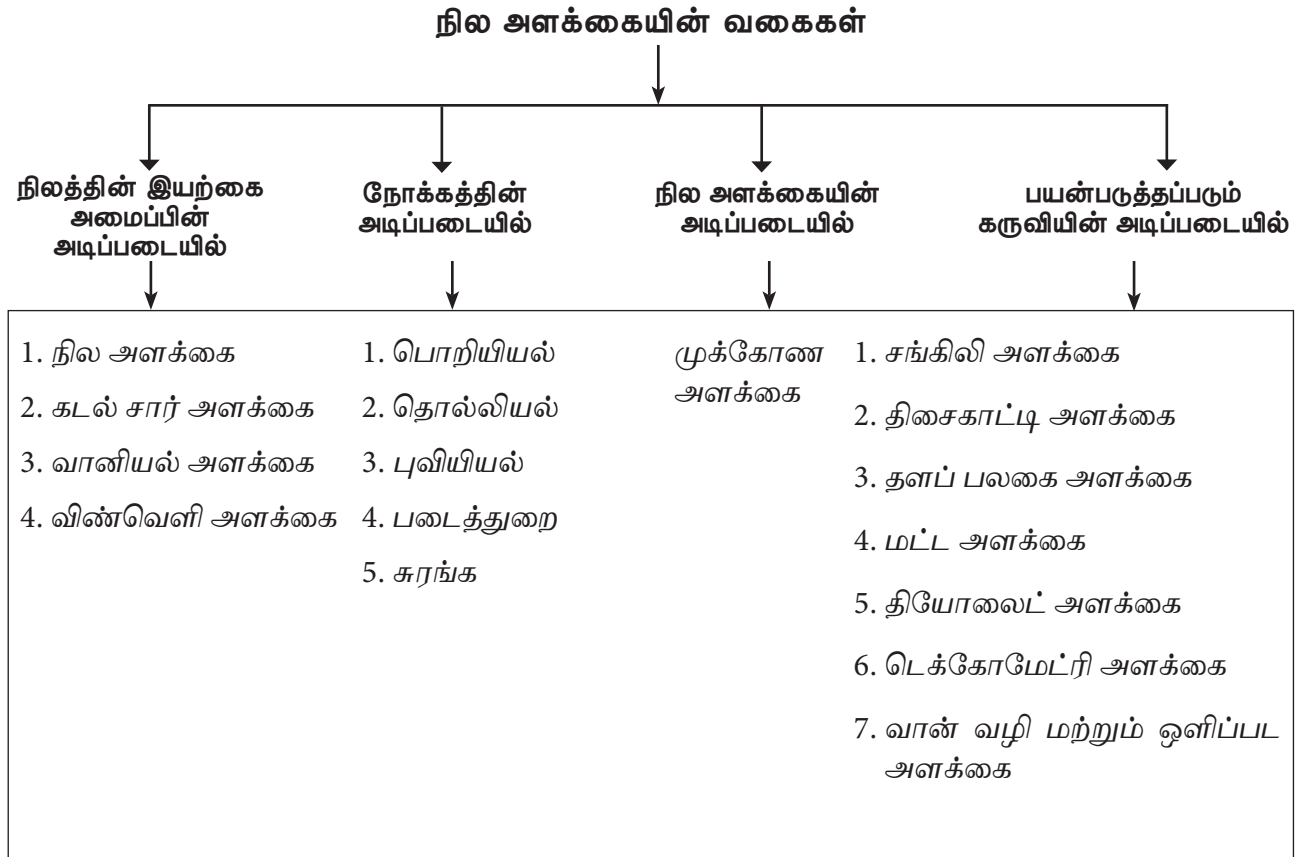 நில அளக்கையின் வகைகள்
நிலத்தின் இயற்கை
அமைப்பின்
அடிப்படையில்
நோக்கத்தின்
அடிப்படையில்
நில அளக்கையின்
அடிப்படையில்
பயன்படுத்தப்படும்
கருவியின் அடிப்படையில்
1. நில அளக்கை
2. கடல் சார் அளக்கை
3. வானியல் அளக்கை
4. விண்வெளி அளக்கை
1. பொறியியல்
2. தொல்லியல்
3. புவியியல்
4. படைத்துறை
5. சுரங்க
முக்கோண
அளக்கை
1. சங்கிலி அளக்கை
2. திசைகாட்டி அளக்கை
3. தளப் பலகை அளக்கை
4. மட்ட அளக்கை
5. தியோலைட் அளக்கை
6. டெக்கோமேட்ரி அளக்கை
7. வான் வழி மற்றும் ஒளிப்பட
அளக்கை